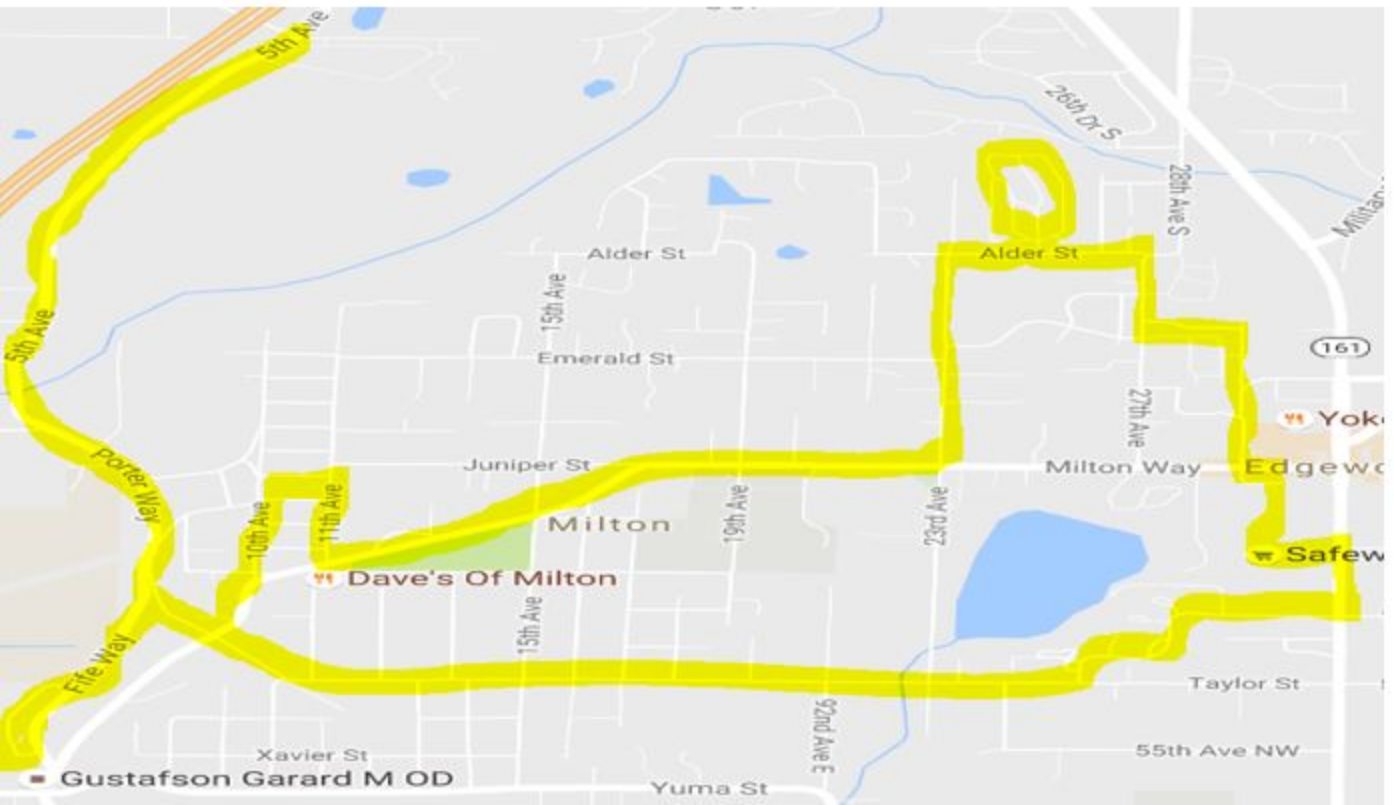 5th Ave
26th Dr S
28th Ave S
Military
Alder St
Alder St
15th Ave
5th Ave
Emerald St
161
27th Ave
Yoko
Porter Way
Juniper St
Milton Way
Edgewo
10th Ave
11th Ave
Milton
19th Ave
23rd Ave
Safew
Dave's Of Milton
15th Ave
Fife Way
Taylor St
92nd Ave E
Xavier St
55th Ave NW
Gustafson Garard M OD
Yuma St